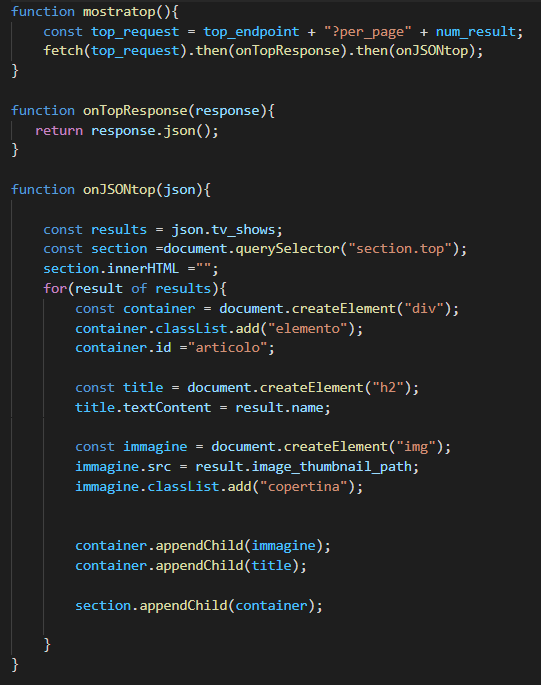 function mostratop(){
    const top_request = top_endpoint + "?per_page" + num_result;
    fetch(top_request).then(onTopResponse).then(onJSONtop);
}
function onTopResponse(response){
   return response.json();
}
function onJSONtop(json){
    const results = json.tv_shows;
    const section =document.querySelector("section.top");
    section.innerHTML ="";
    for(result of results){
        const container = document.createElement("div");
        container.classList.add("elemento");
        container.id ="articolo";
        const title = document.createElement("h2");
        title.textContent = result.name;
        const immagine = document.createElement("img");
        immagine.src = result.image_thumbnail_path;
        immagine.classList.add("copertina");
        container.appendChild(immagine);
        container.appendChild(title);
        section.appendChild(container);
    }
}